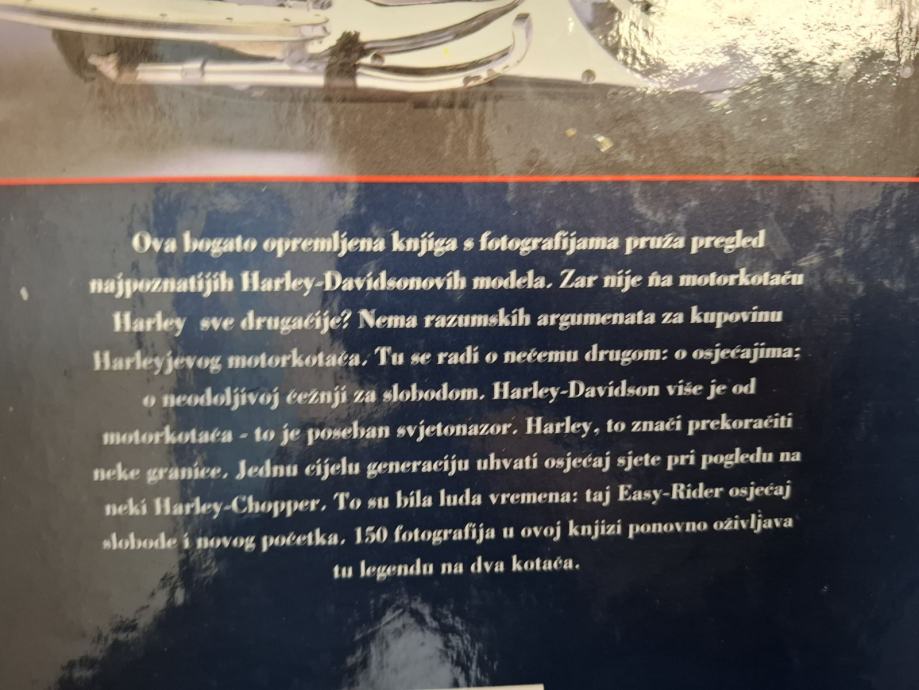 Ova bogato opremljena knjiga s fotografijama pruža pregled
najpoznatijih Harley-Davidsonovih modela. Zar nije na motorkotaču
Harley sve drugačije? Nema razumskih argumenata za kupovinu
Harleyjevog motorkotača. Tu se radi o nečemu drugom: o osjećajima;
o neodoljivoj čežnji za slobodom. Harley-Davidson više je od
motorkotača - to je poseban svjetonazor. Harley, to znači prekoračiti
neke granice. Jednu cijelu generaciju uhvati osjećaj sjete pri pogledu na
neki Harley-Chopper. To su bila luda vremena: taj Easy-Rider osjećaj
slobode i novog početka. 150 fotografija u ovoj knjizi ponovno oživljava
tu legendu na dva kotača.